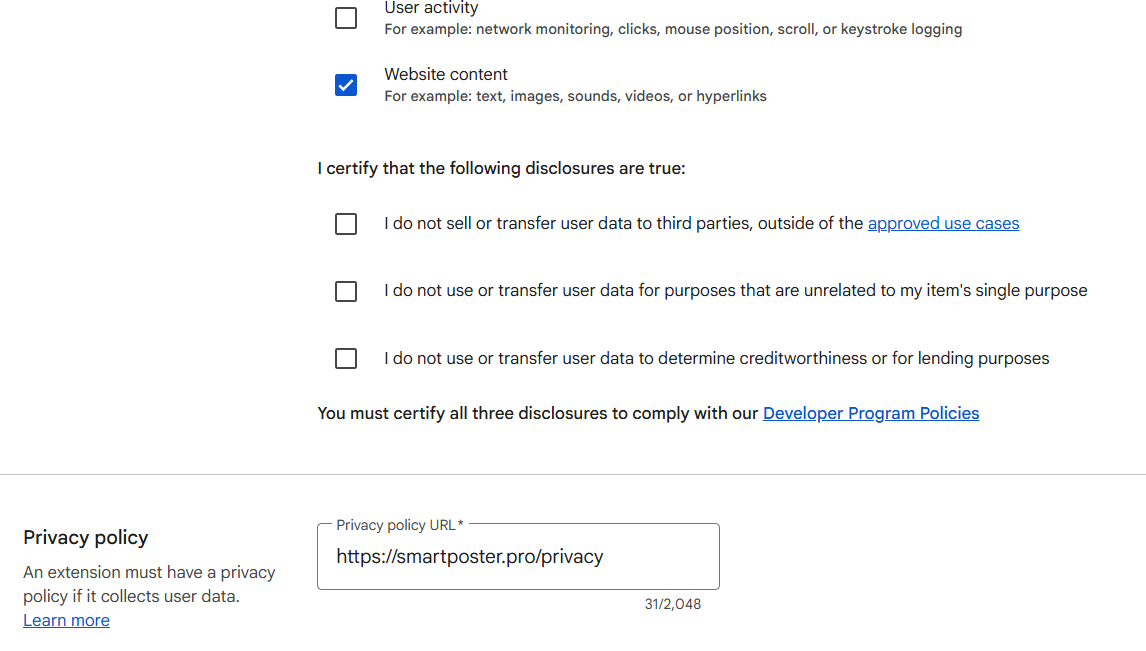 User activity
For example: network monitoring, clicks, mouse position, scroll, or keystroke logging
Website content
For example: text, images, sounds, videos, or hyperlinks
I certify that the following disclosures are true:
I do not sell or transfer user data to third parties, outside of the approved use cases
I do not use or transfer user data for purposes that are unrelated to my item's single purpose
I do not use or transfer user data to determine creditworthiness or for lending purposes
You must certify all three disclosures to comply with our Developer Program Policies
Privacy policy
An extension must have a privacy
policy if it collects user data.
Learn more
Privacy policy URL*
https://smartposter.pro/privacy
31/2,048